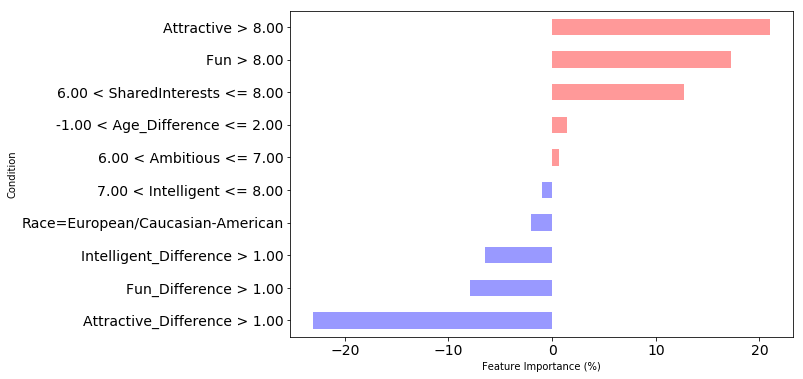 Attractive > 8.00
Fun > 8.00
6.00 < SharedInterests <= 8.00
-1.00 < Age_Difference <= 2.00
6.00 < Ambitious <= 7.00
7.00 < Intelligent <= 8.00
Race=European/Caucasian-American
Intelligent_Difference > 1.00
Fun_Difference > 1.00
Attractive_Difference > 1.00
Condition
−20 −10 0 10 20
Feature Importance (%)